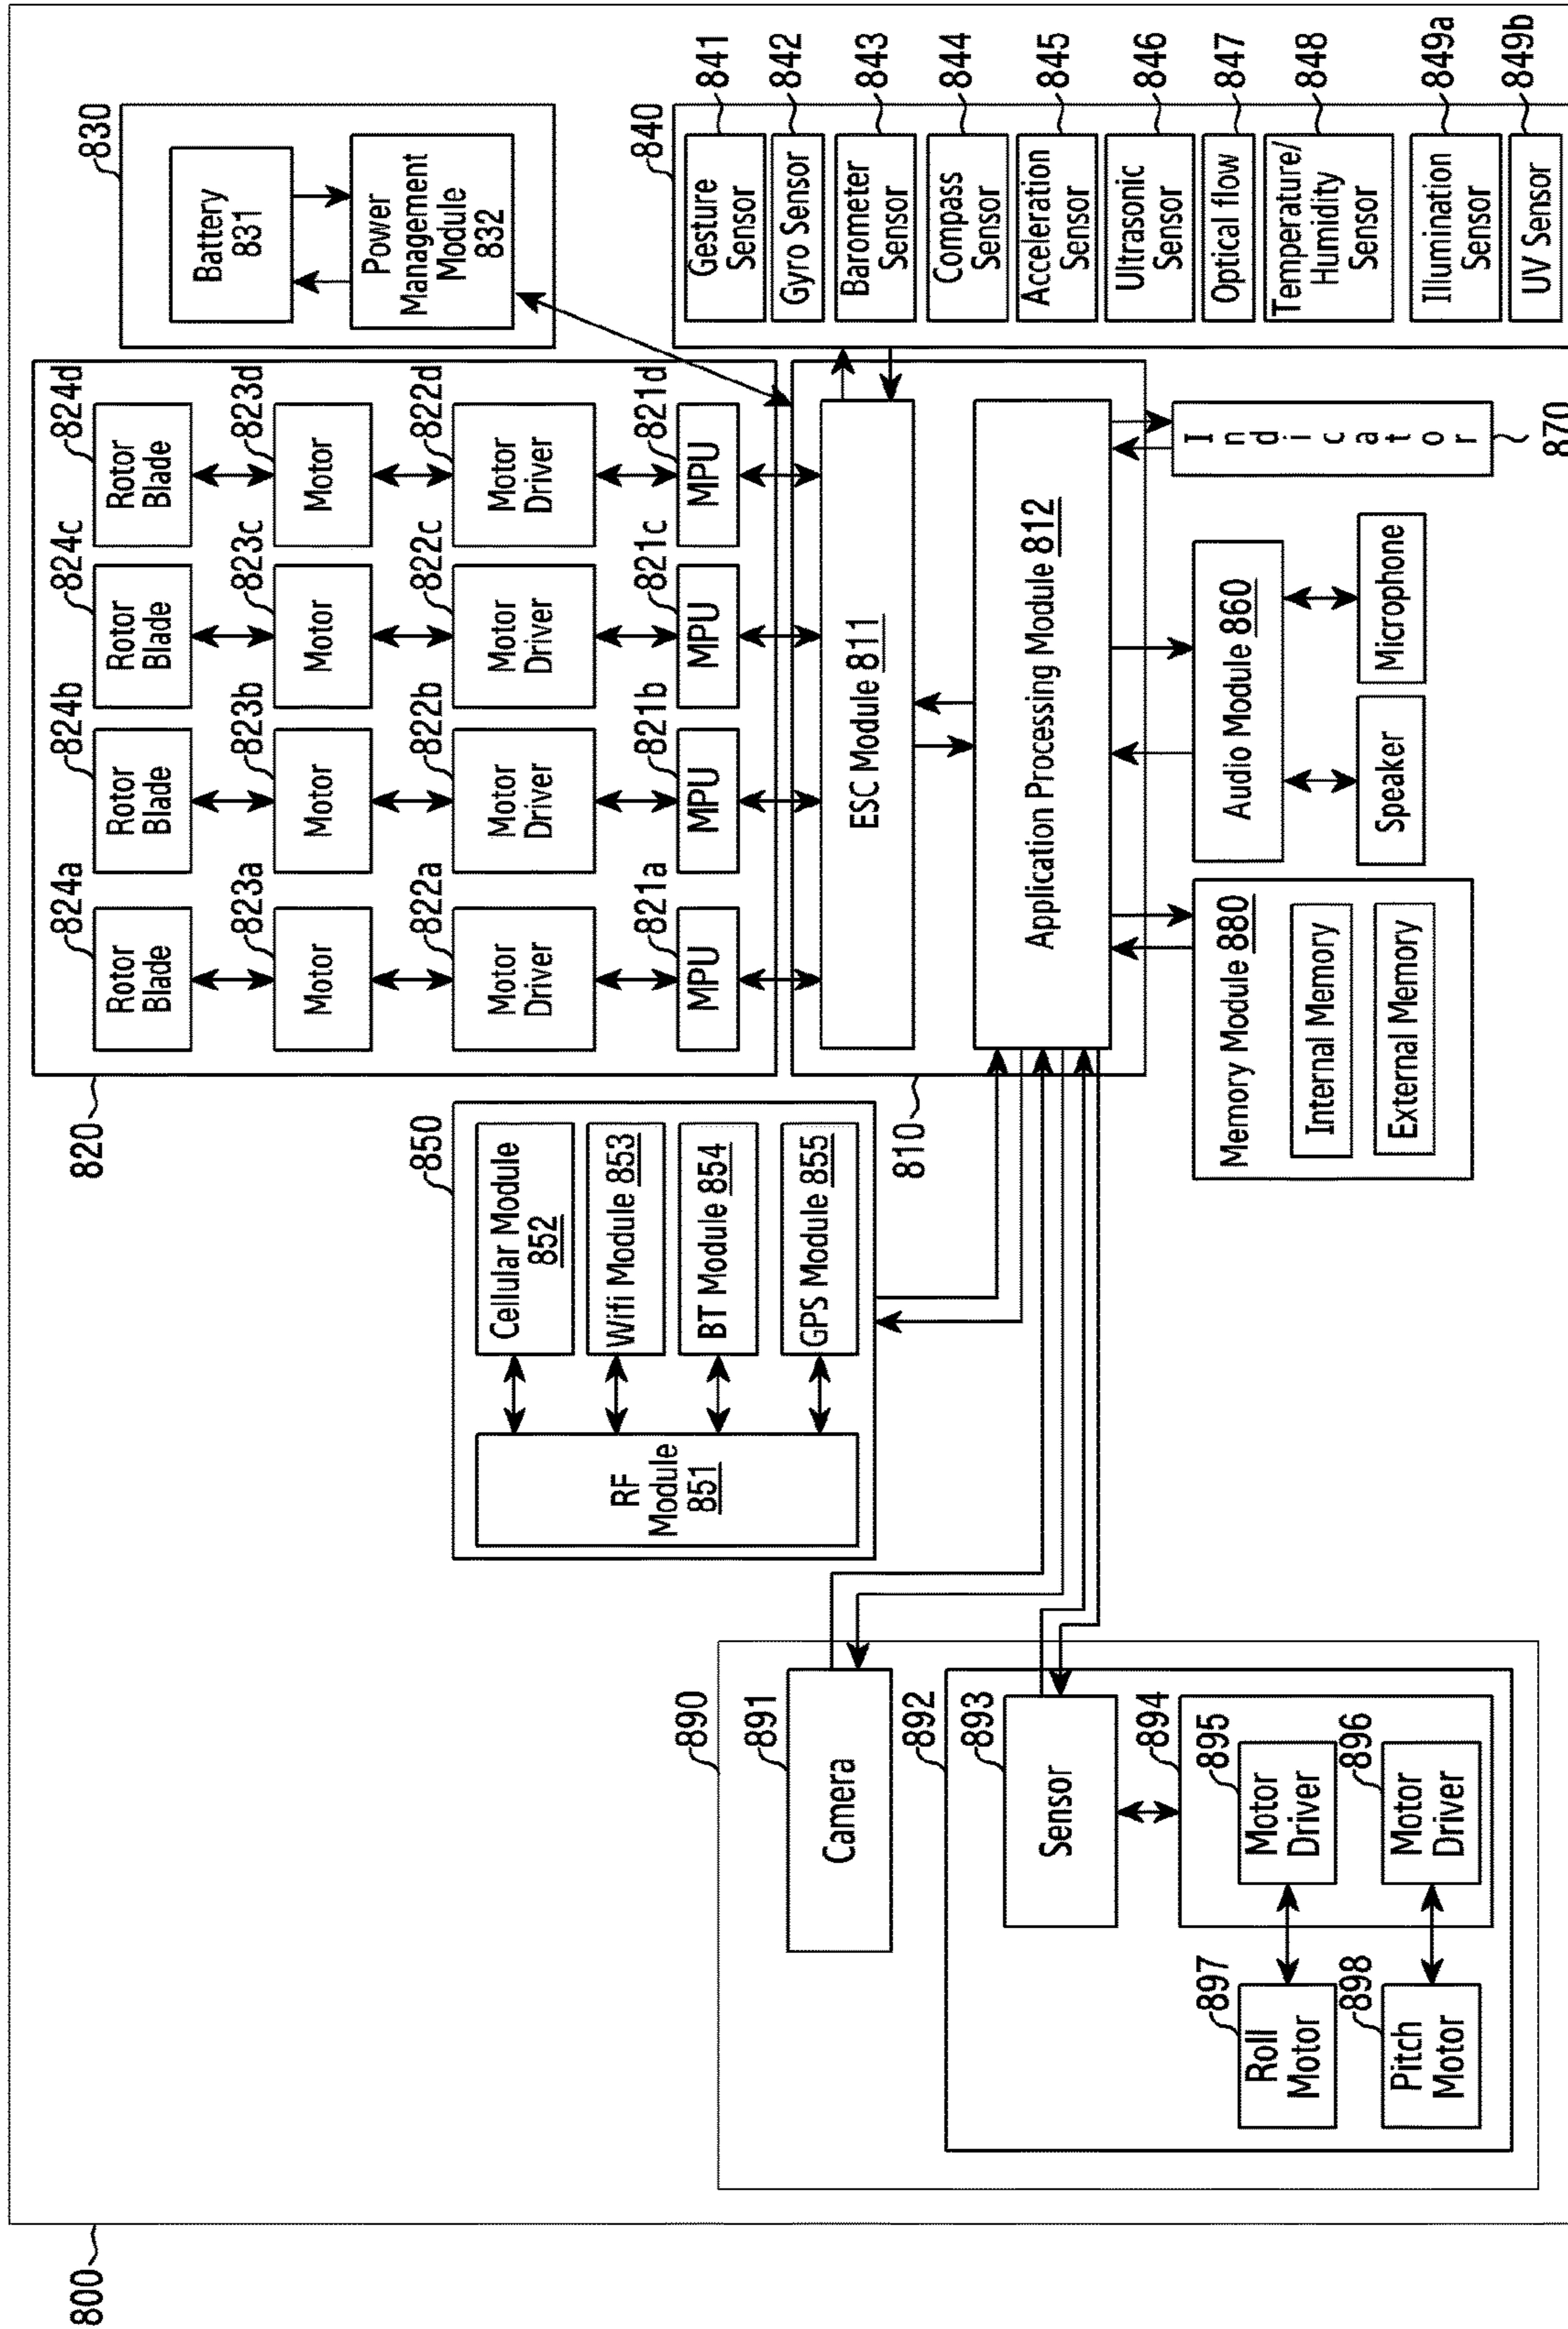 800
820
824a
Rotor
Blade
824b
Rotor
Blade
824c
Rotor
Blade
824d
Rotor
Blade
823a
Motor
823b
Motor
823c
Motor
823d
Motor
822a
Motor
Driver
822b
Motor
Driver
822c
Motor
Driver
822d
Motor
Driver
821a
MPU
821b
MPU
821c
MPU
821d
MPU
830
Battery
831
Power
Management
Module
832
850
RF
Module
851
Cellular Module
852
Wifi Module 853
BT Module 854
GPS Module 855
810
ESC Module 811
Application Processing Module 812
840
Gesture
Sensor
841
Gyro Sensor
842
Barometer
Sensor
843
Compass
Sensor
844
Acceleration
Sensor
845
Ultrasonic
Sensor
846
Optical flow
847
Temperature/
Humidity
Sensor
848
Illumination
Sensor
849a
UV Sensor
849b
890
891
Camera
892
893
Sensor
894
895
Motor
Driver
896
Motor
Driver
897
Roll
Motor
898
Pitch
Motor
Memory Module 880
Internal Memory
External Memory
Audio Module 860
Speaker
Microphone
Indicator
870